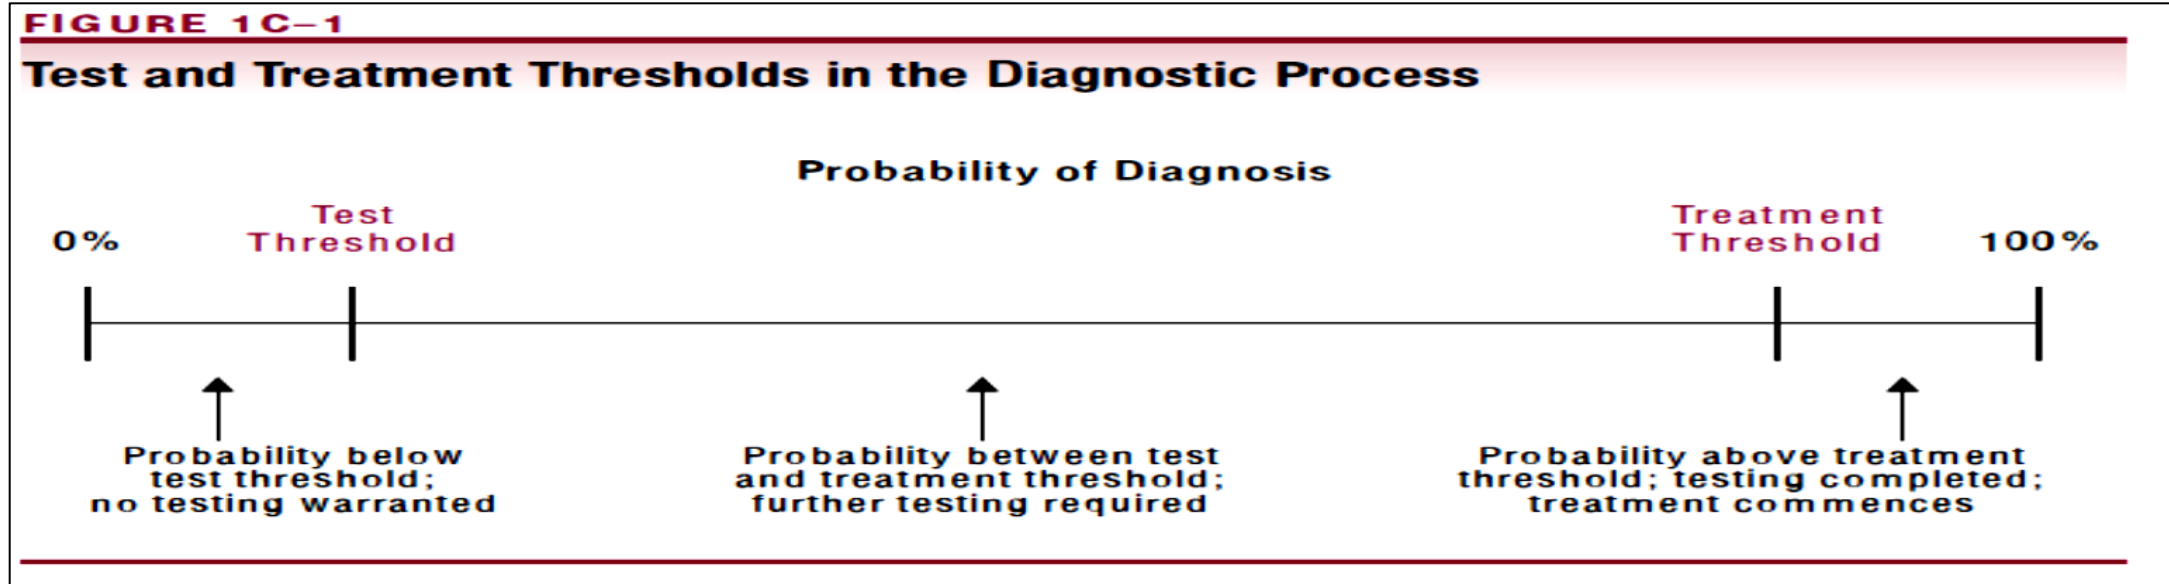 FIGURE 1C–1
Test and Treatment Thresholds in the Diagnostic Process
Probability of Diagnosis
0%
Test
Threshold
Treatment
Threshold
100%
Probability below
test threshold;
no testing warranted
Probability between test
and treatment threshold;
further testing required
Probability above treatment
threshold; testing completed;
treatment commences